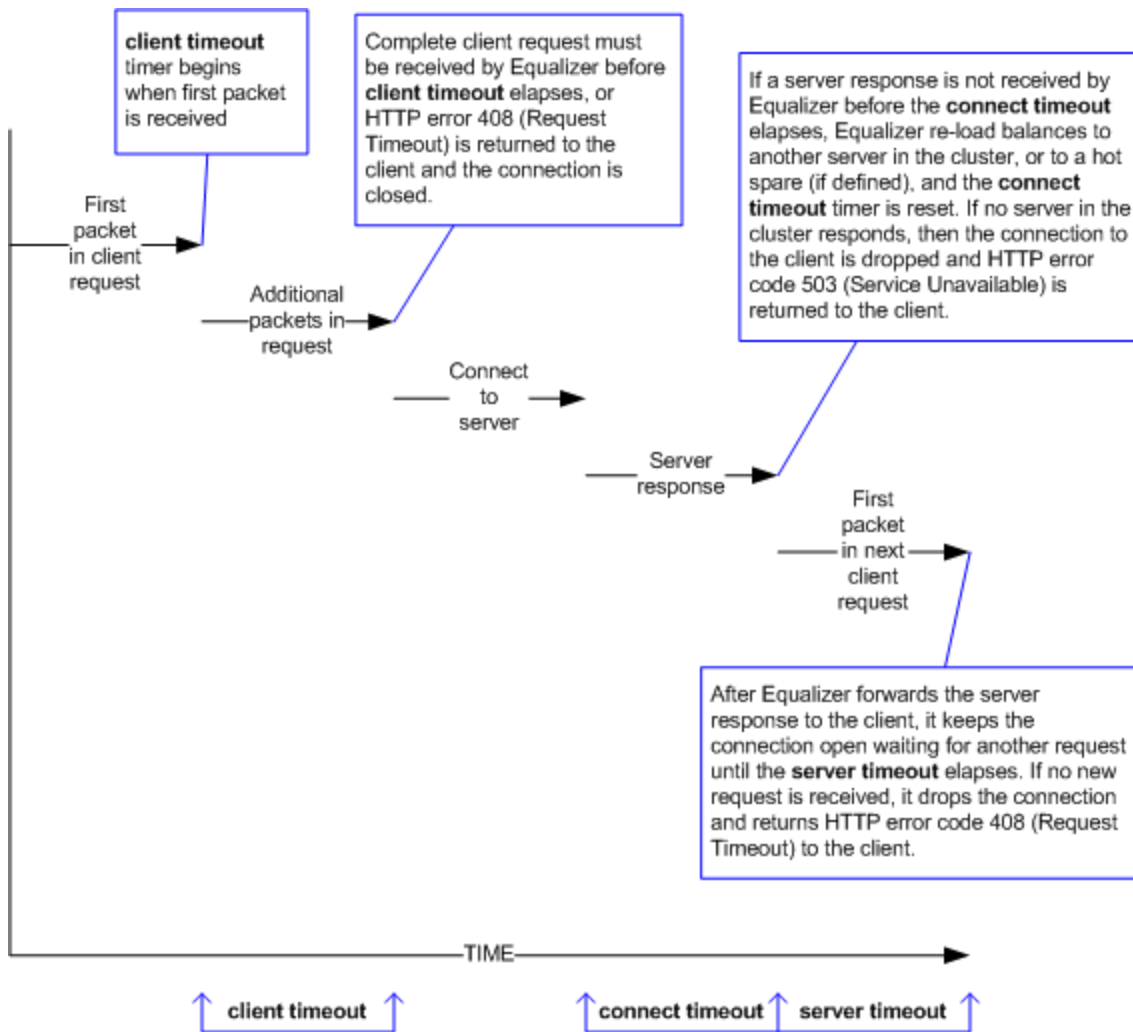 client timeout
timer begins
when first packet
is received
Complete client request must
be received by Equalizer before
client timeout elapses, or
HTTP error 408 (Request
Timeout) is returned to the
client and the connection is
closed.
If a server response is not received by
Equalizer before the connect timeout
elapses, Equalizer re-load balances to
another server in the cluster, or to a hot
spare (if defined), and the connect
timeout timer is reset. If no server in the
cluster responds, then the connection to
the client is dropped and HTTP error
code 503 (Service Unavailable) is
returned to the client.
First
packet
in client
request
Additional
packets in
request
Connect
to
server
Server
response
First
packet
in next
client
request
After Equalizer forwards the server
response to the client, it keeps the
connection open waiting for another request
until the server timeout elapses. If no new
request is received, it drops the connection
and returns HTTP error code 408 (Request
Timeout) to the client.
TIME
client timeout
connect timeout
server timeout